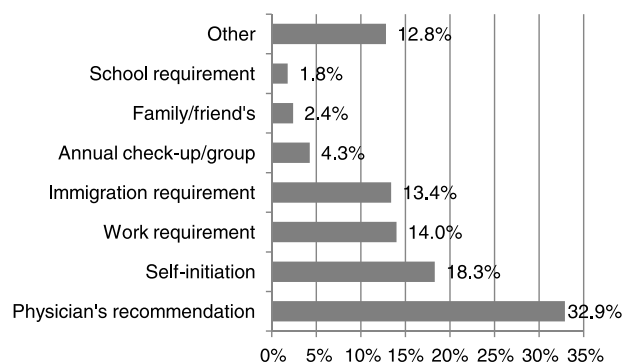 Other 12.8%
School requirement 1.8%
Family/friend's 2.4%
Annual check-up/group 4.3%
Immigration requirement 13.4%
Work requirement 14.0%
Self-initiation 18.3%
Physician's recommendation 32.9%
0% 5% 10% 15% 20% 25% 30% 35%